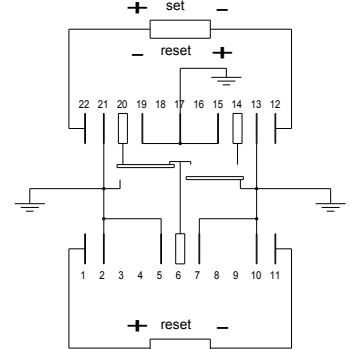 + set -
- reset +
22 21 20 19 18 17 16 15 14 13 12
1 2 3 4 5 6 7 8 9 10 11
+ reset -